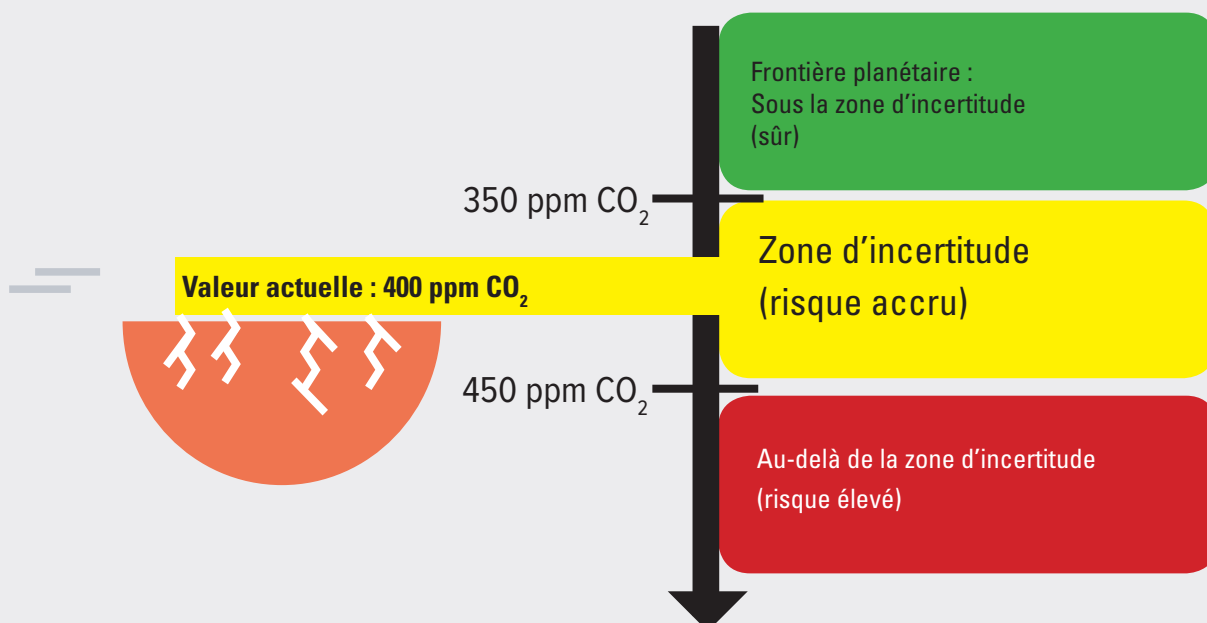 Frontière planétaire :
Sous la zone d’incertitude
(sûr)
350 ppm CO₂
Zone d’incertitude
(risque accru)
Valeur actuelle : 400 ppm CO₂
450 ppm CO₂
Au-delà de la zone d’incertitude
(risque élevé)